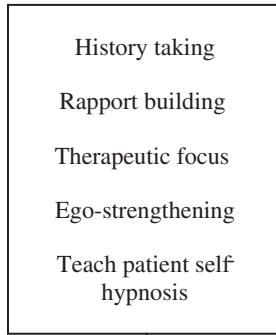 History taking
Rapport building
Therapeutic focus
Ego-strengthening
Teach patient self-
hypnosis